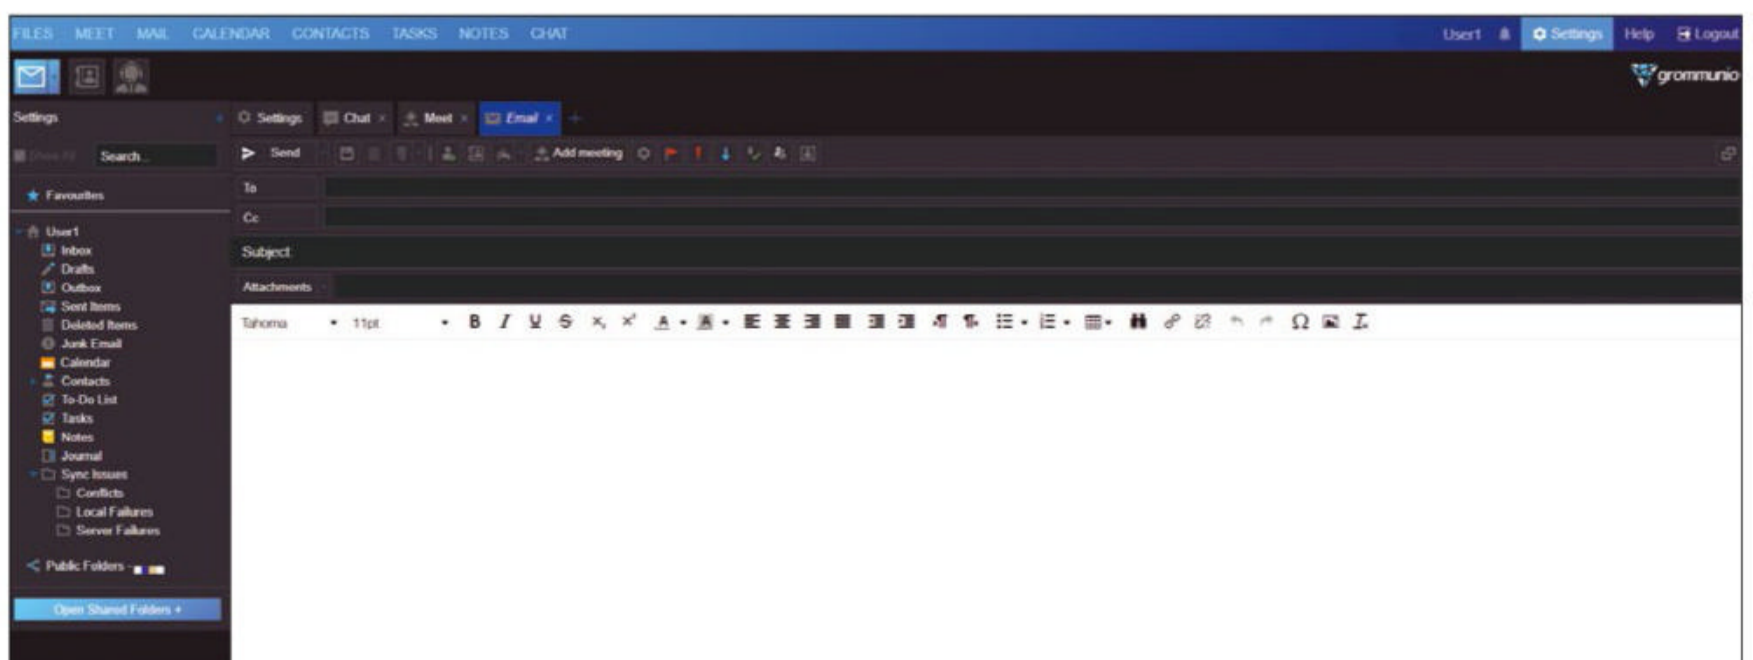 FILES MEET MAIL CALENDAR CONTACTS TASKS NOTES CHAT User1 Settings Help Logout
grommunio
Settings
Settings Chat × Meet × Email × +
Search...
Send Add meeting
Favourites
To
Cc
User1
Inbox
Subject
Drafts
Outbox
Attachments
Sent Items
Deleted Items
Tahoma 11pt B I U S X, X² A A Ω
Junk Email
Calendar
Contacts
To-Do List
Tasks
Notes
Journal
Sync Issues
Conflicts
Local Failures
Server Failures
Public Folders -
Open Shared Folders +